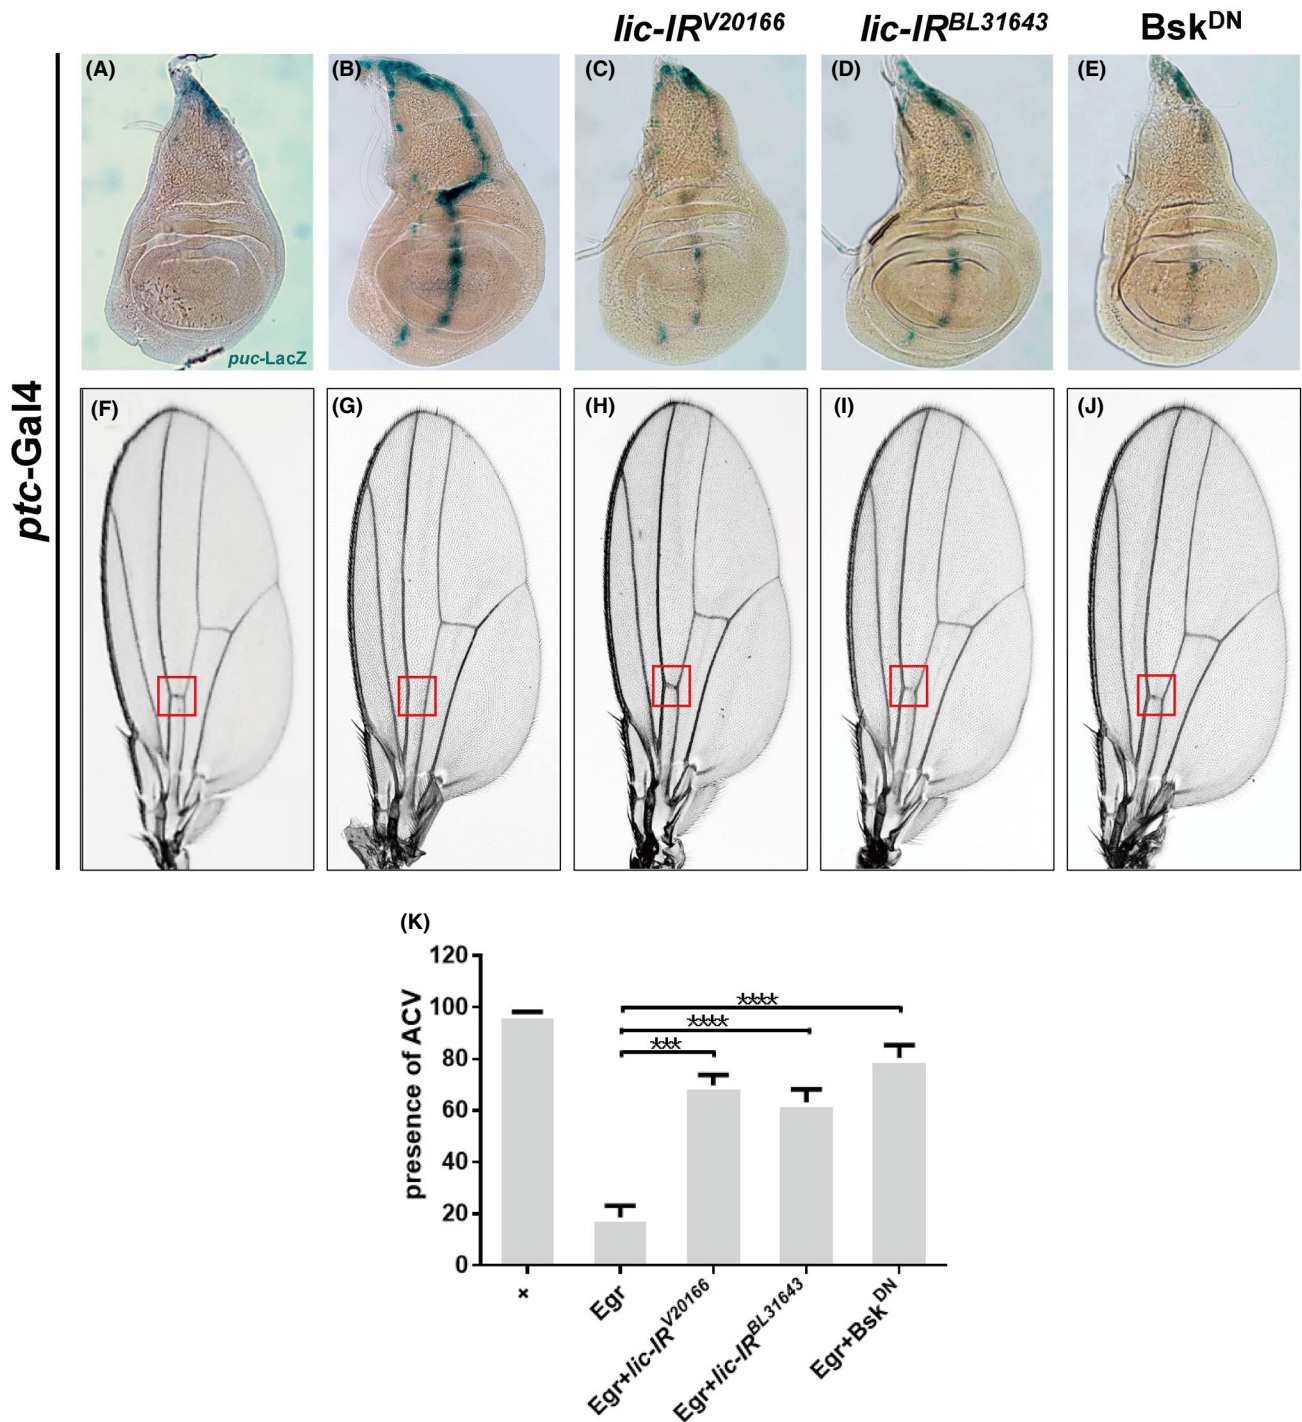 lic-IR^V20166 lic-IR^BL31643 Bsk^DN
(A) (B) (C) (D) (E)
puc-LacZ
ptc-Gal4
(F) (G) (H) (I) (J)
(K)
presence of ACV
120
100
80
60
40
20
0
****
****
***
+
Egr
Egr+lic-IR^V20166
Egr+lic-IR^BL31643
Egr+Bsk^DN